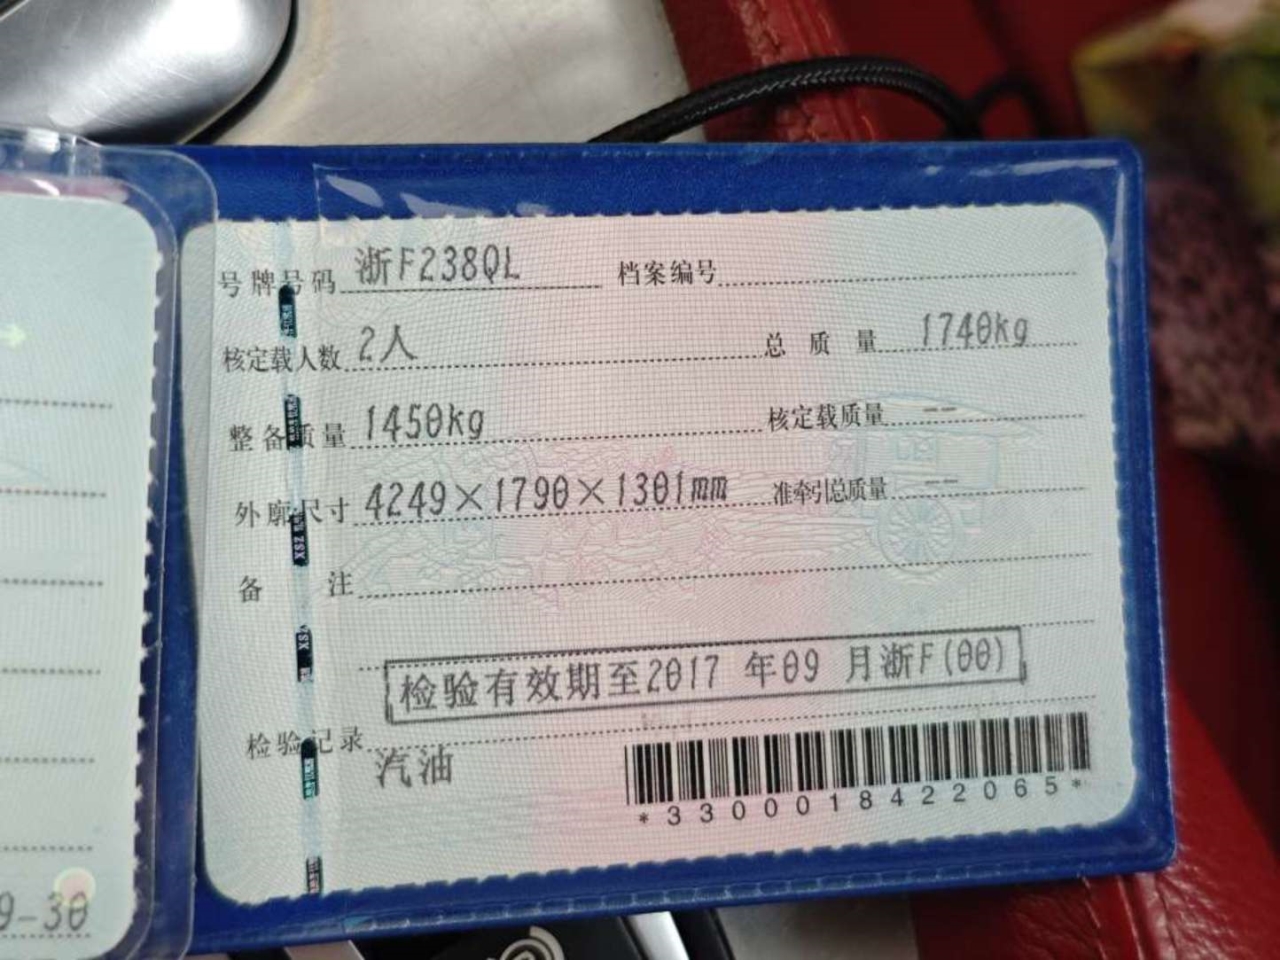 号牌号码 浙F238QL 档案编号
核定载人数 2人 总质量 1740kg
整备质量 1450kg 核定载质量 --
外廓尺寸 4249×1790×1301mm 准牵引总质量 --
备注
检验有效期至2017 年09 月浙F(00)
检验记录
汽油
*330001842065*
9-30
XSZ